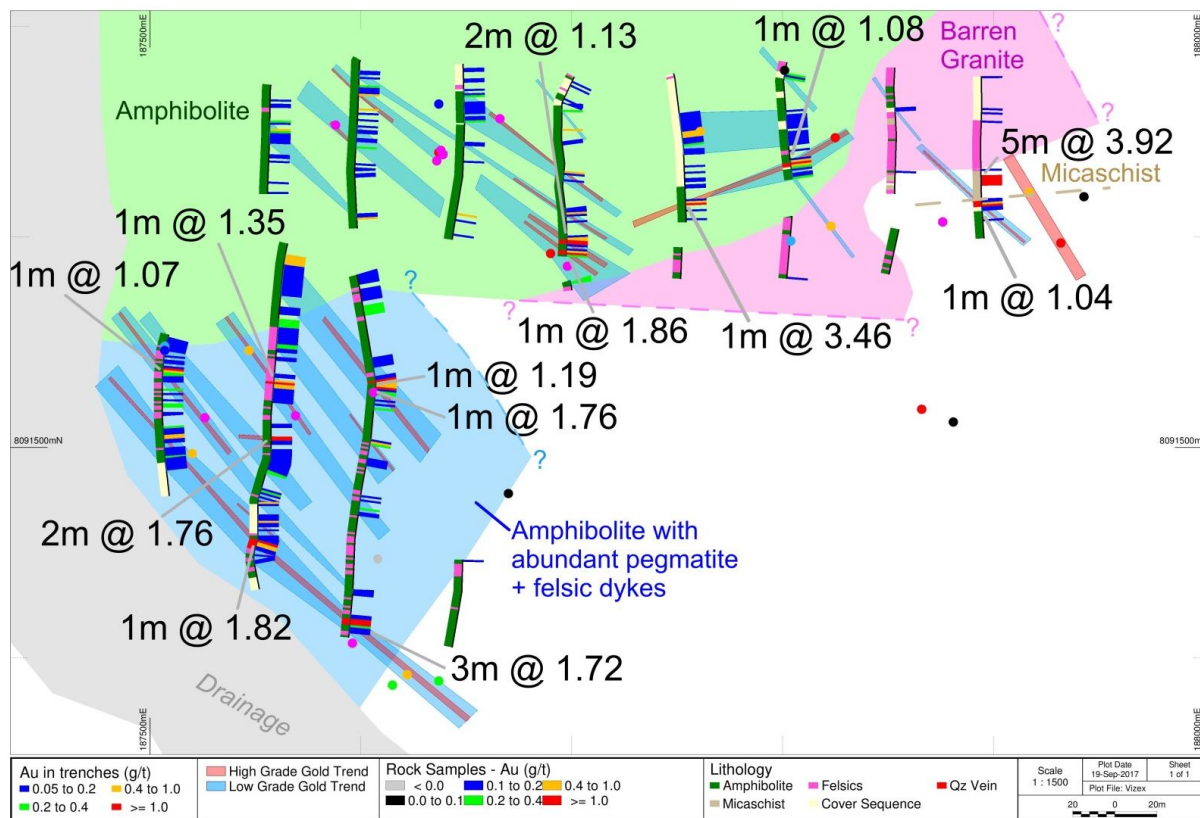 187500mE
188000mE
2m @ 1.13
1m @ 1.08
Barren
Granite
?
Amphibolite
?
5m @ 3.92
Micaschist
1m @ 1.35
1m @ 1.07
?
?
1m @ 1.86
1m @ 3.46
?
1m @ 1.04
1m @ 1.19
1m @ 1.76
8091500mN
8091500mN
?
2m @ 1.76
Amphibolite with
abundant pegmatite
+ felsic dykes
1m @ 1.82
3m @ 1.72
Drainage
187500mE
188000mE
Au in trenches (g/t)
0.05 to 0.2
0.4 to 1.0
0.2 to 0.4
>= 1.0
High Grade Gold Trend
Low Grade Gold Trend
Rock Samples - Au (g/t)
< 0.0
0.1 to 0.2
0.4 to 1.0
0.0 to 0.1
0.2 to 0.4
>= 1.0
Lithology
Amphibolite
Felsics
Qz Vein
Micaschist
Cover Sequence
Scale
1 : 1500
Plot Date
19-Sep-2017
Sheet
1 of 1
Plot File: Vizex
20
0
20m